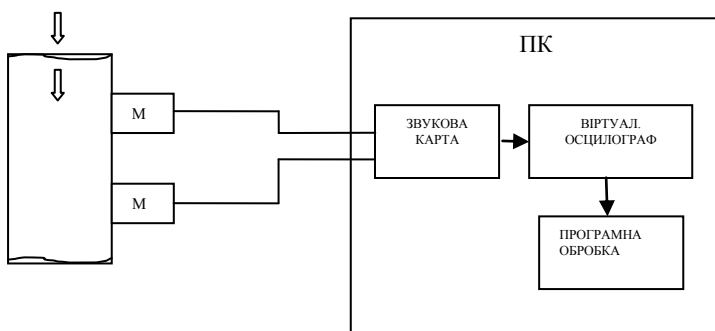 ПК
М
ЗВУКОВА
КАРТА
ВІРТУАЛ.
ОСЦИЛОГРАФ
М
ПРОГРАМНА
ОБРОБКА